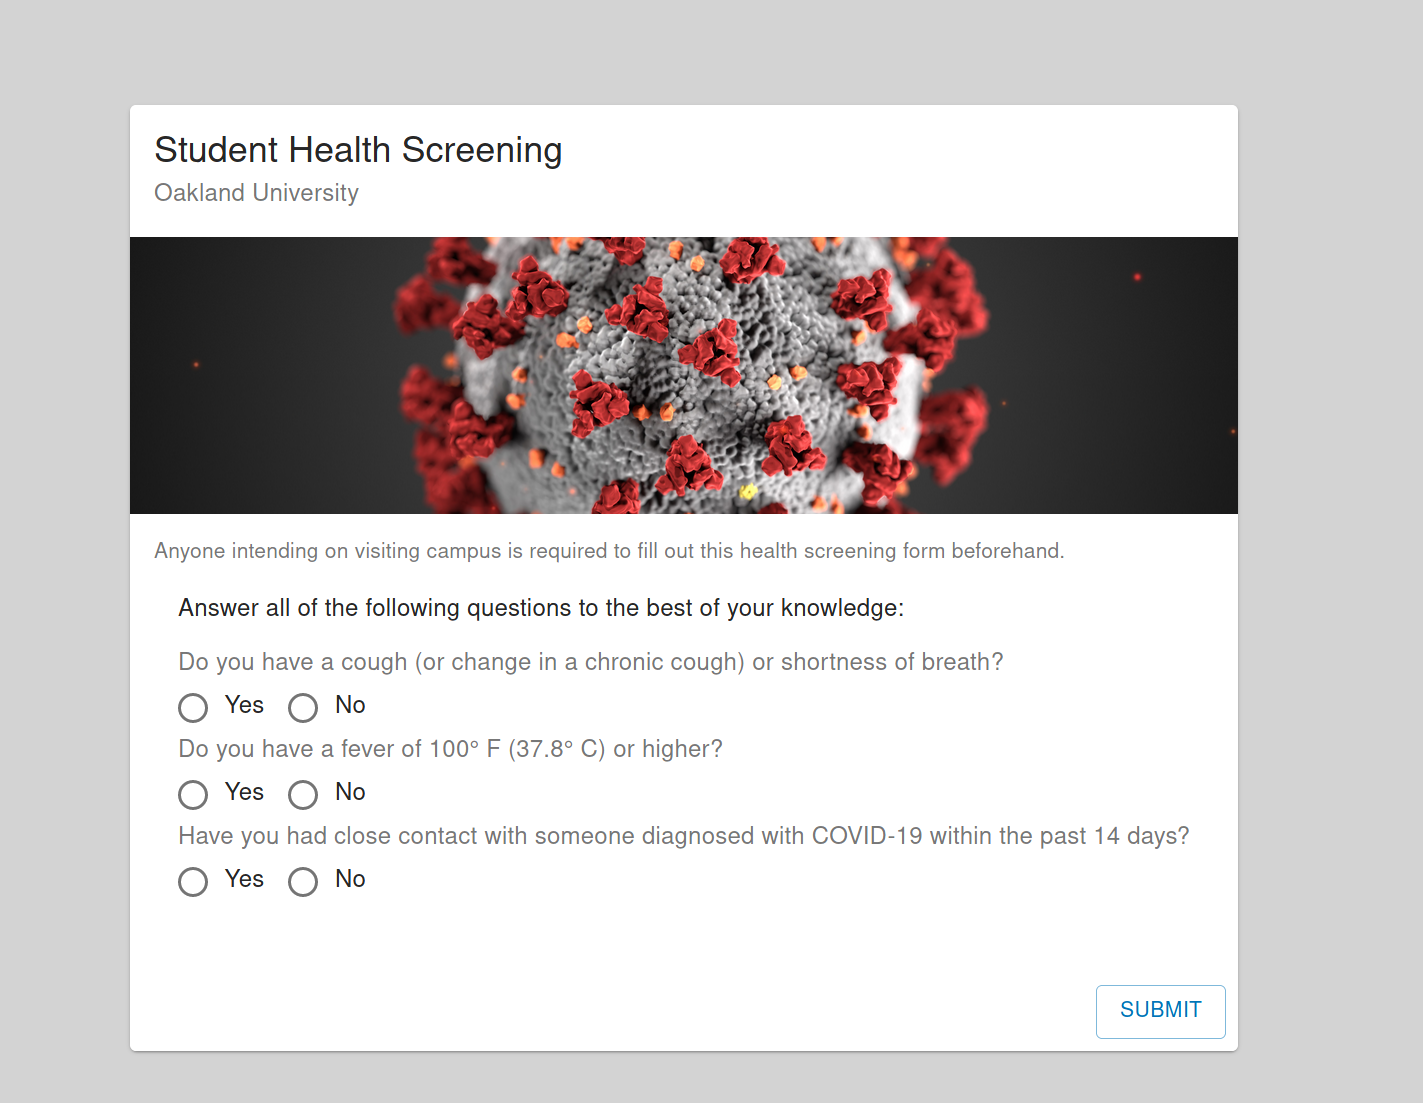 Student Health Screening
Oakland University
Anyone intending on visiting campus is required to fill out this health screening form beforehand.
Answer all of the following questions to the best of your knowledge:
Do you have a cough (or change in a chronic cough) or shortness of breath?
Yes No
Do you have a fever of 100° F (37.8° C) or higher?
Yes No
Have you had close contact with someone diagnosed with COVID-19 within the past 14 days?
Yes No
SUBMIT